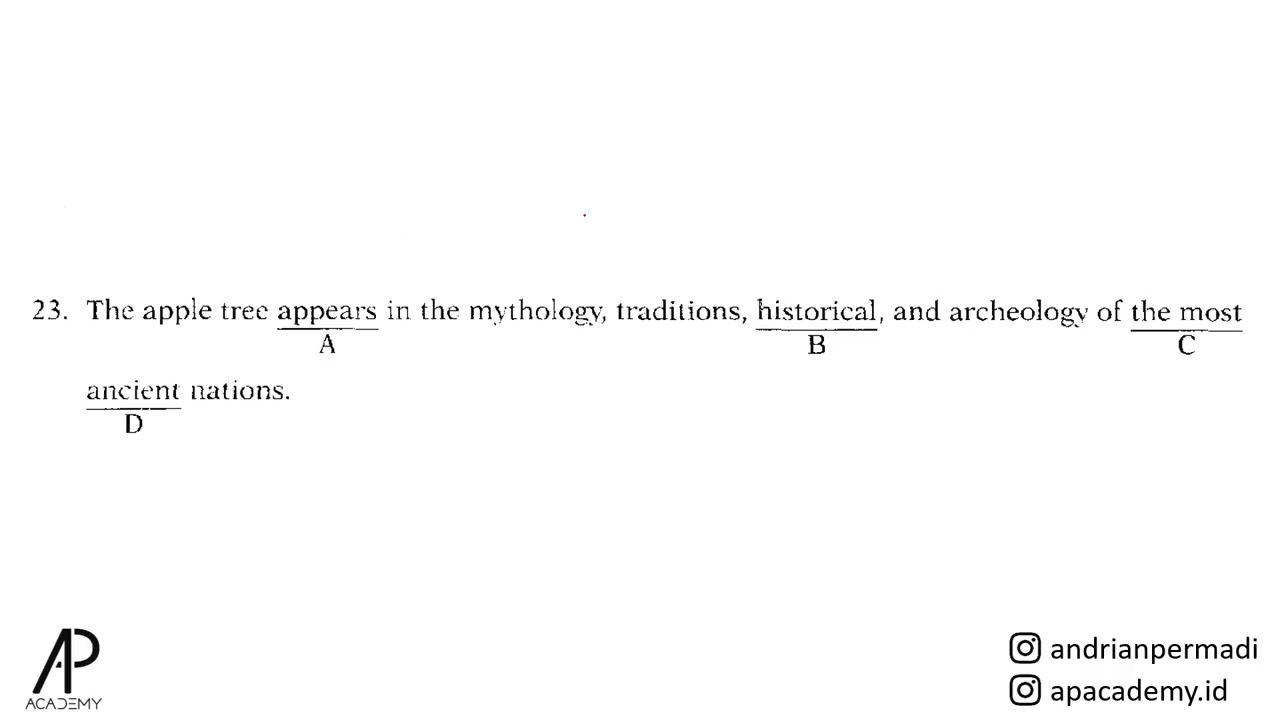 23. The apple tree appears in the mythology, traditions, historical, and archeology of the most
A B C
ancient nations.
D
AP
ACADEMY
andrianpermadi
apacademy.id